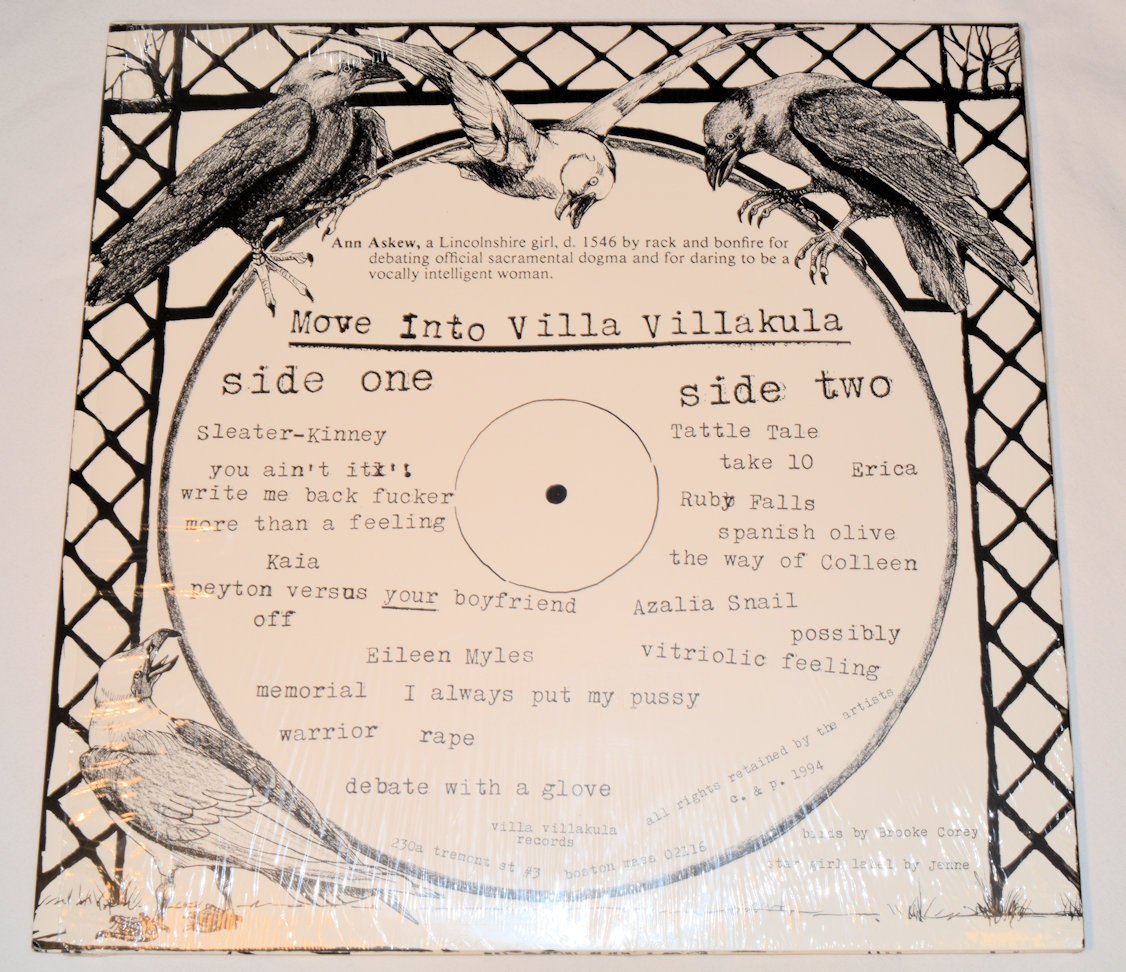 Ann Askew, a Lincolnshire girl, d. 1546 by rack and bonfire for
debating official sacramental dogma and for daring to be a
vocally intelligent woman.
Move Into Villa Villakula
side one
Sleater-Kinney
you ain't it!
write me back fucker
more than a feeling
Kaia
peyton versus your boyfriend
off
Eileen Myles
memorial I always put my pussy
warrior rape
debate with a glove
side two
Tattle Tale
take 10 Erica
Ruby Falls
spanish olive
the way of Colleen
Azalia Snail
possibly
vitriolic feeling
all rights retained by the artists
c. & p. 1994
villa villakula
records
230a tremont st #3 boston mass 02116
birds by Brooke Corey
star girl label by Jenne